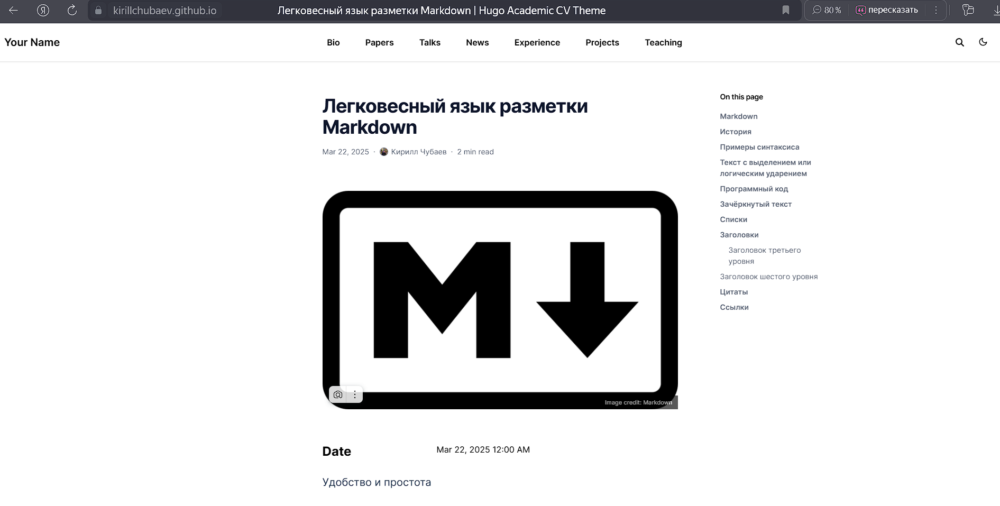 Я kirillchubaev.github.io Легковесный язык разметки Markdown | Hugo Academic CV Theme 80 % пересказать
Your Name Bio Papers Talks News Experience Projects Teaching
Легковесный язык разметки
Markdown
Mar 22, 2025 · Кирилл Чубаев · 2 min read
M
Image credit: Markdown
Date Mar 22, 2025 12:00 AM
Удобство и простота
On this page
Markdown
История
Примеры синтаксиса
Текст с выделением или
логическим ударением
Программный код
Зачёркнутый текст
Списки
Заголовки
Заголовок третьего
уровня
Заголовок шестого уровня
Цитаты
Ссылки